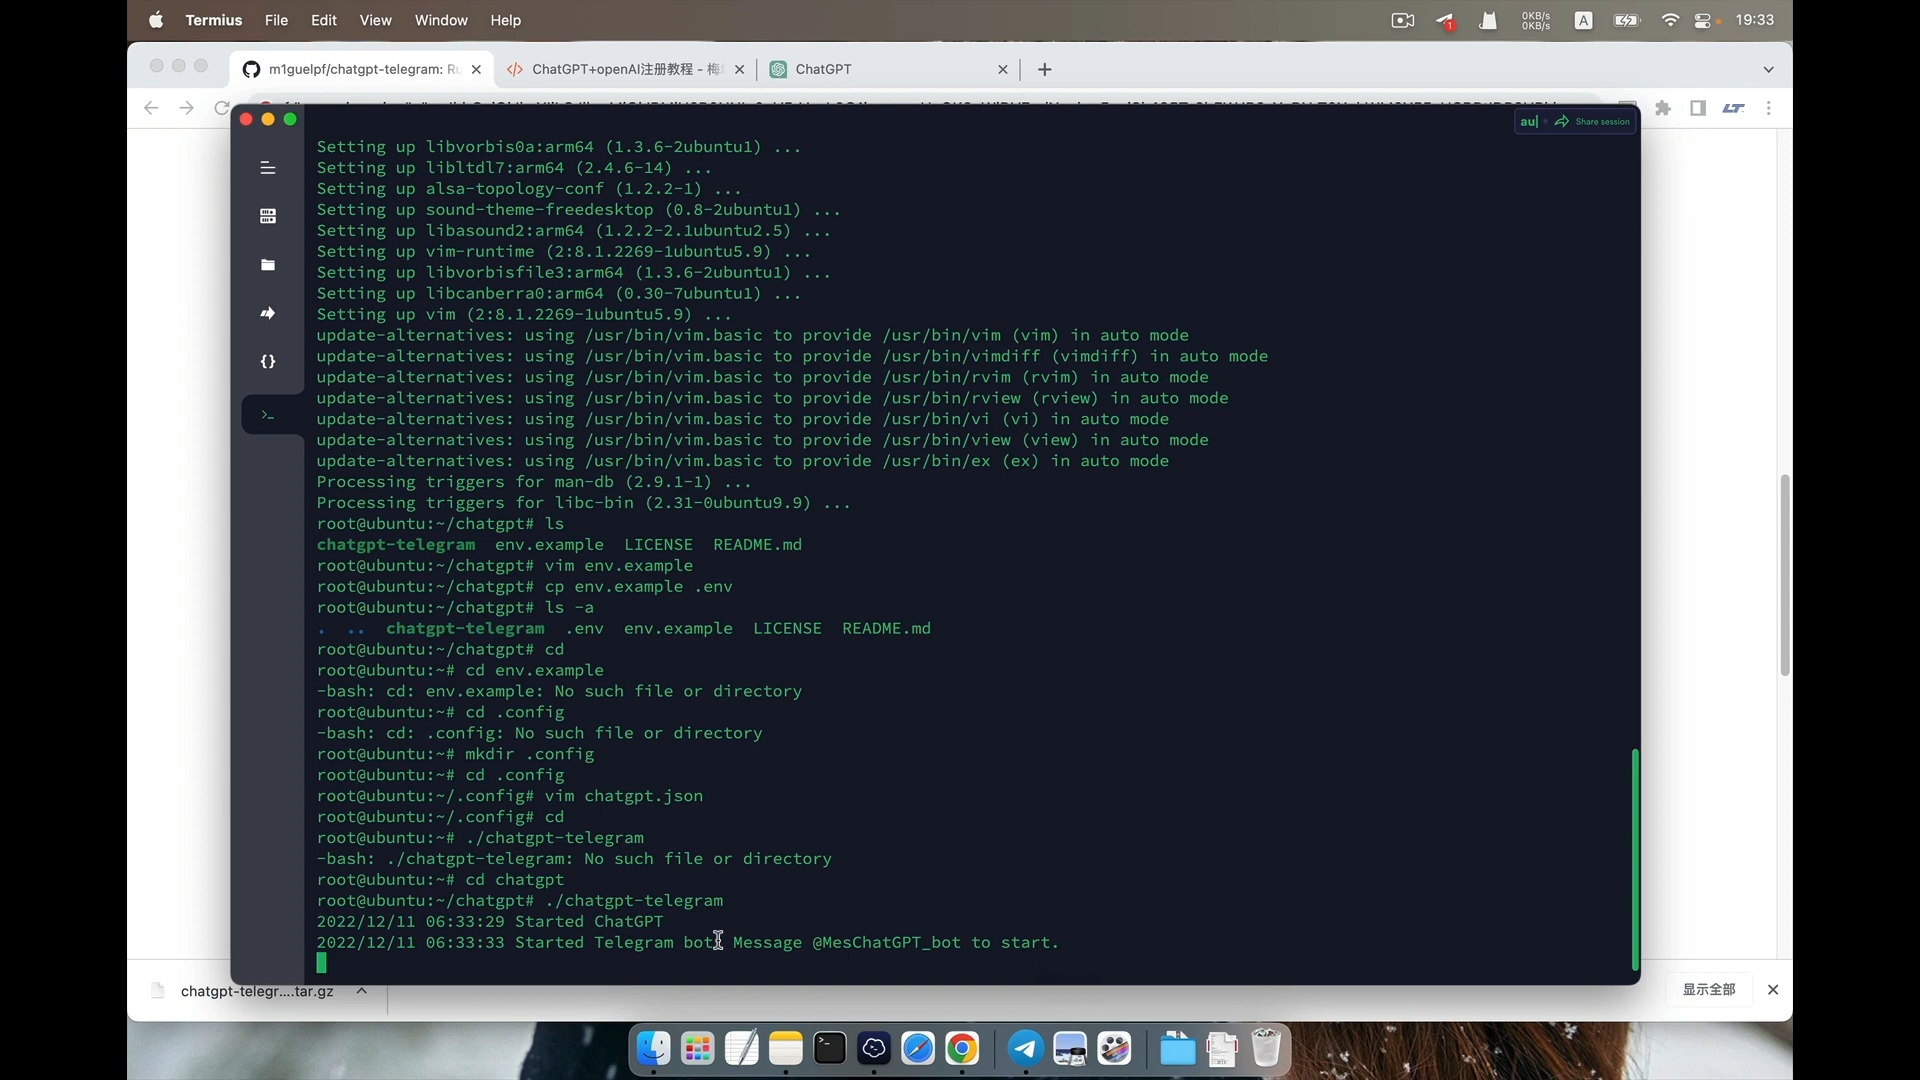 Termius File Edit View Window Help
1
0KB/s
0KB/s
A
19:33
m1guelpf/chatgpt-telegram: Ru
ChatGPT+openAI注册教程 - 梅
ChatGPT
au| Share session
Setting up libvorbis0a:arm64 (1.3.6-2ubuntu1) ...
Setting up libltdl7:arm64 (2.4.6-14) ...
Setting up alsa-topology-conf (1.2.2-1) ...
Setting up sound-theme-freedesktop (0.8-2ubuntu1) ...
Setting up libasound2:arm64 (1.2.2-2.1ubuntu2.5) ...
Setting up vim-runtime (2:8.1.2269-1ubuntu5.9) ...
Setting up libvorbisfile3:arm64 (1.3.6-2ubuntu1) ...
Setting up libcanberra0:arm64 (0.30-7ubuntu1) ...
Setting up vim (2:8.1.2269-1ubuntu5.9) ...
update-alternatives: using /usr/bin/vim.basic to provide /usr/bin/vim (vim) in auto mode
update-alternatives: using /usr/bin/vim.basic to provide /usr/bin/vimdiff (vimdiff) in auto mode
update-alternatives: using /usr/bin/vim.basic to provide /usr/bin/rvim (rvim) in auto mode
update-alternatives: using /usr/bin/vim.basic to provide /usr/bin/rview (rview) in auto mode
update-alternatives: using /usr/bin/vim.basic to provide /usr/bin/vi (vi) in auto mode
update-alternatives: using /usr/bin/vim.basic to provide /usr/bin/view (view) in auto mode
update-alternatives: using /usr/bin/vim.basic to provide /usr/bin/ex (ex) in auto mode
Processing triggers for man-db (2.9.1-1) ...
Processing triggers for libc-bin (2.31-0ubuntu9.9) ...
root@ubuntu:~/chatgpt# ls
chatgpt-telegram env.example LICENSE README.md
root@ubuntu:~/chatgpt# vim env.example
root@ubuntu:~/chatgpt# cp env.example .env
root@ubuntu:~/chatgpt# ls -a
. .. chatgpt-telegram .env env.example LICENSE README.md
root@ubuntu:~/chatgpt# cd
root@ubuntu:~# cd env.example
-bash: cd: env.example: No such file or directory
root@ubuntu:~# cd .config
-bash: cd: .config: No such file or directory
root@ubuntu:~# mkdir .config
root@ubuntu:~# cd .config
root@ubuntu:~/.config# vim chatgpt.json
root@ubuntu:~/.config# cd
root@ubuntu:~# ./chatgpt-telegram
-bash: ./chatgpt-telegram: No such file or directory
root@ubuntu:~# cd chatgpt
root@ubuntu:~/chatgpt# ./chatgpt-telegram
2022/12/11 06:33:29 Started ChatGPT
2022/12/11 06:33:33 Started Telegram bot Message @MesChatGPT_bot to start.
chatgpt-telegr....tar.gz
显示全部